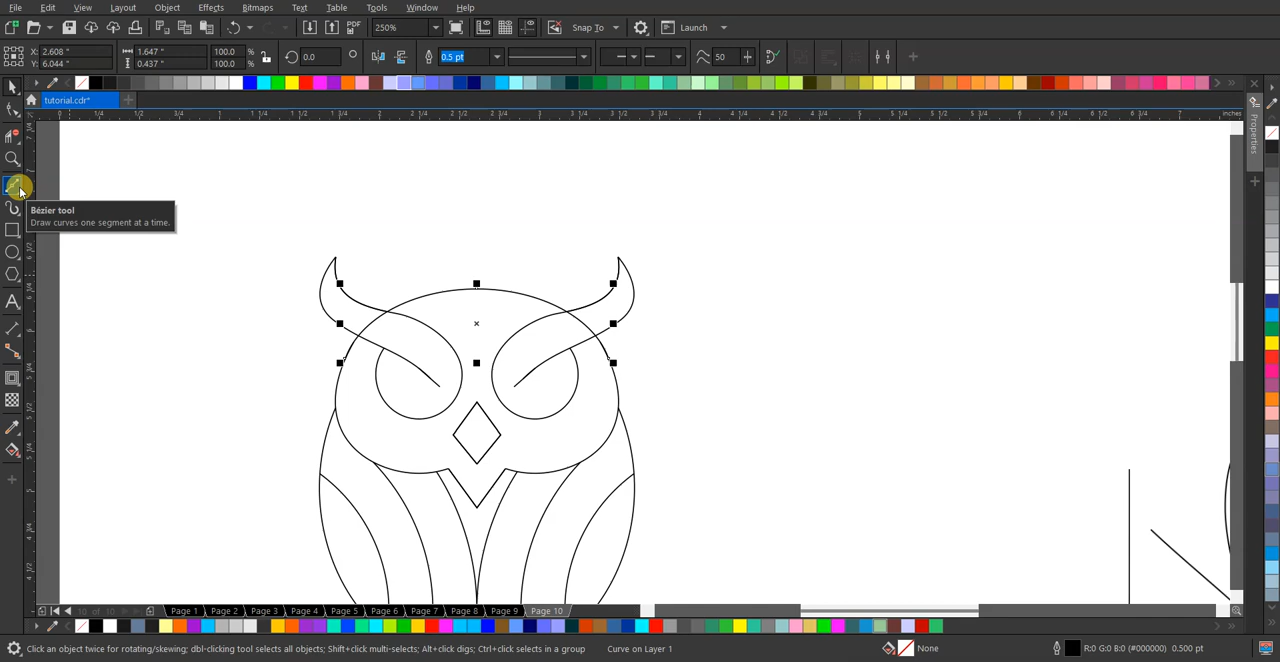 File Edit View Layout Object Effects Bitmaps Text Table Tools Window Help
PDF 250% Snap To Launch
X: 2.608 " 1.647 " 100.0 % 0.0 ° 0.5 pt 50
Y: 6.044 " 0.437 " 100.0 %
tutorial.cdr*
inches
Properties
Bézier tool
Draw curves one segment at a time.
10 of 10 Page 1 Page 2 Page 3 Page 4 Page 5 Page 6 Page 7 Page 8 Page 9 Page 10
Click an object twice for rotating/skewing; dbl-clicking tool selects all objects; Shift+click multi-selects; Alt+click digs; Ctrl+click selects in a group Curve on Layer 1 None R:0 G:0 B:0 (#000000) 0.500 pt